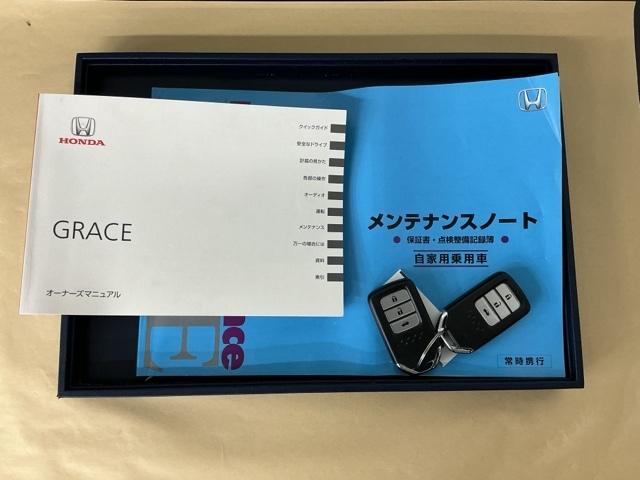 HONDA
GRACE
オーナーズマニュアル
クイックガイド
安全なドライブ
計器の見かた
各部の操作
オーディオ
運転
メンテナンス
万一の場合には
資料
索引
メンテナンスノート
保証書・点検整備記録簿
自家用乗用車
常時携行
nce